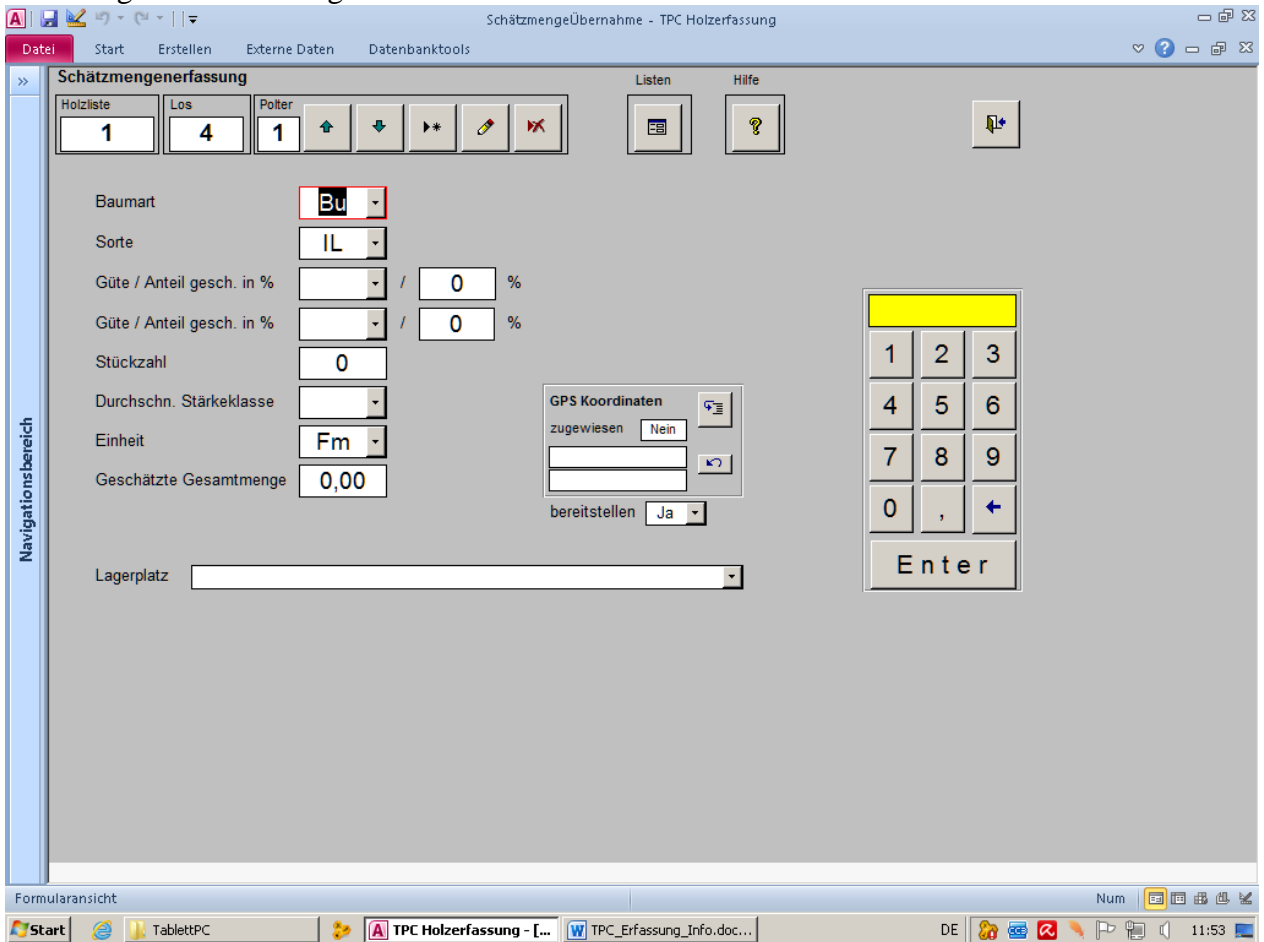 SchätzmengeÜbernahme - TPC Holzerfassung
Datei Start Erstellen Externe Daten Datenbanktools
Schätzmengenerfassung
Listen Hilfe
Holzliste Los Polter
1 4 1
Baumart Bu
Sorte IL
Güte / Anteil gesch. in % / 0 %
Güte / Anteil gesch. in % / 0 %
Stückzahl 0
Durchschn. Stärkeklasse
Einheit Fm
Geschätzte Gesamtmenge 0,00
GPS Koordinaten
zugewiesen Nein
bereitstellen Ja
Lagerplatz
1 2 3
4 5 6
7 8 9
0 ,
Enter
Navigationsbereich
Formularansicht Num
Start TablettPC TPC Holzerfassung - [... TPC_Erfassung_Info.doc... DE 11:53